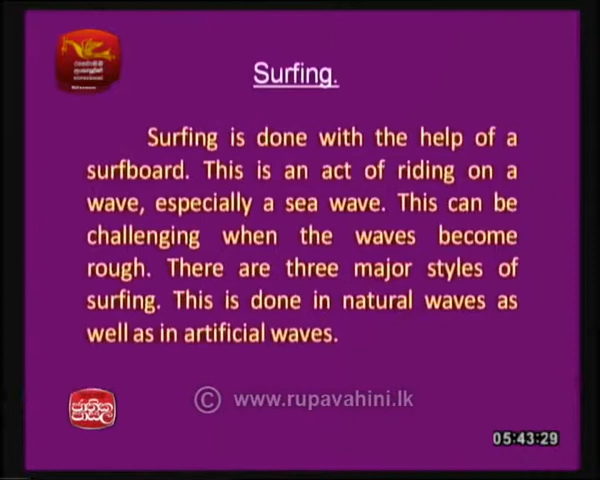 Surfing.
Surfing is done with the help of a
surfboard. This is an act of riding on a
wave, especially a sea wave. This can be
challenging when the waves become
rough. There are three major styles of
surfing. This is done in natural waves as
well as in artificial waves.
ජාතික
පාසල
© www.rupavahini.lk
05:43:29